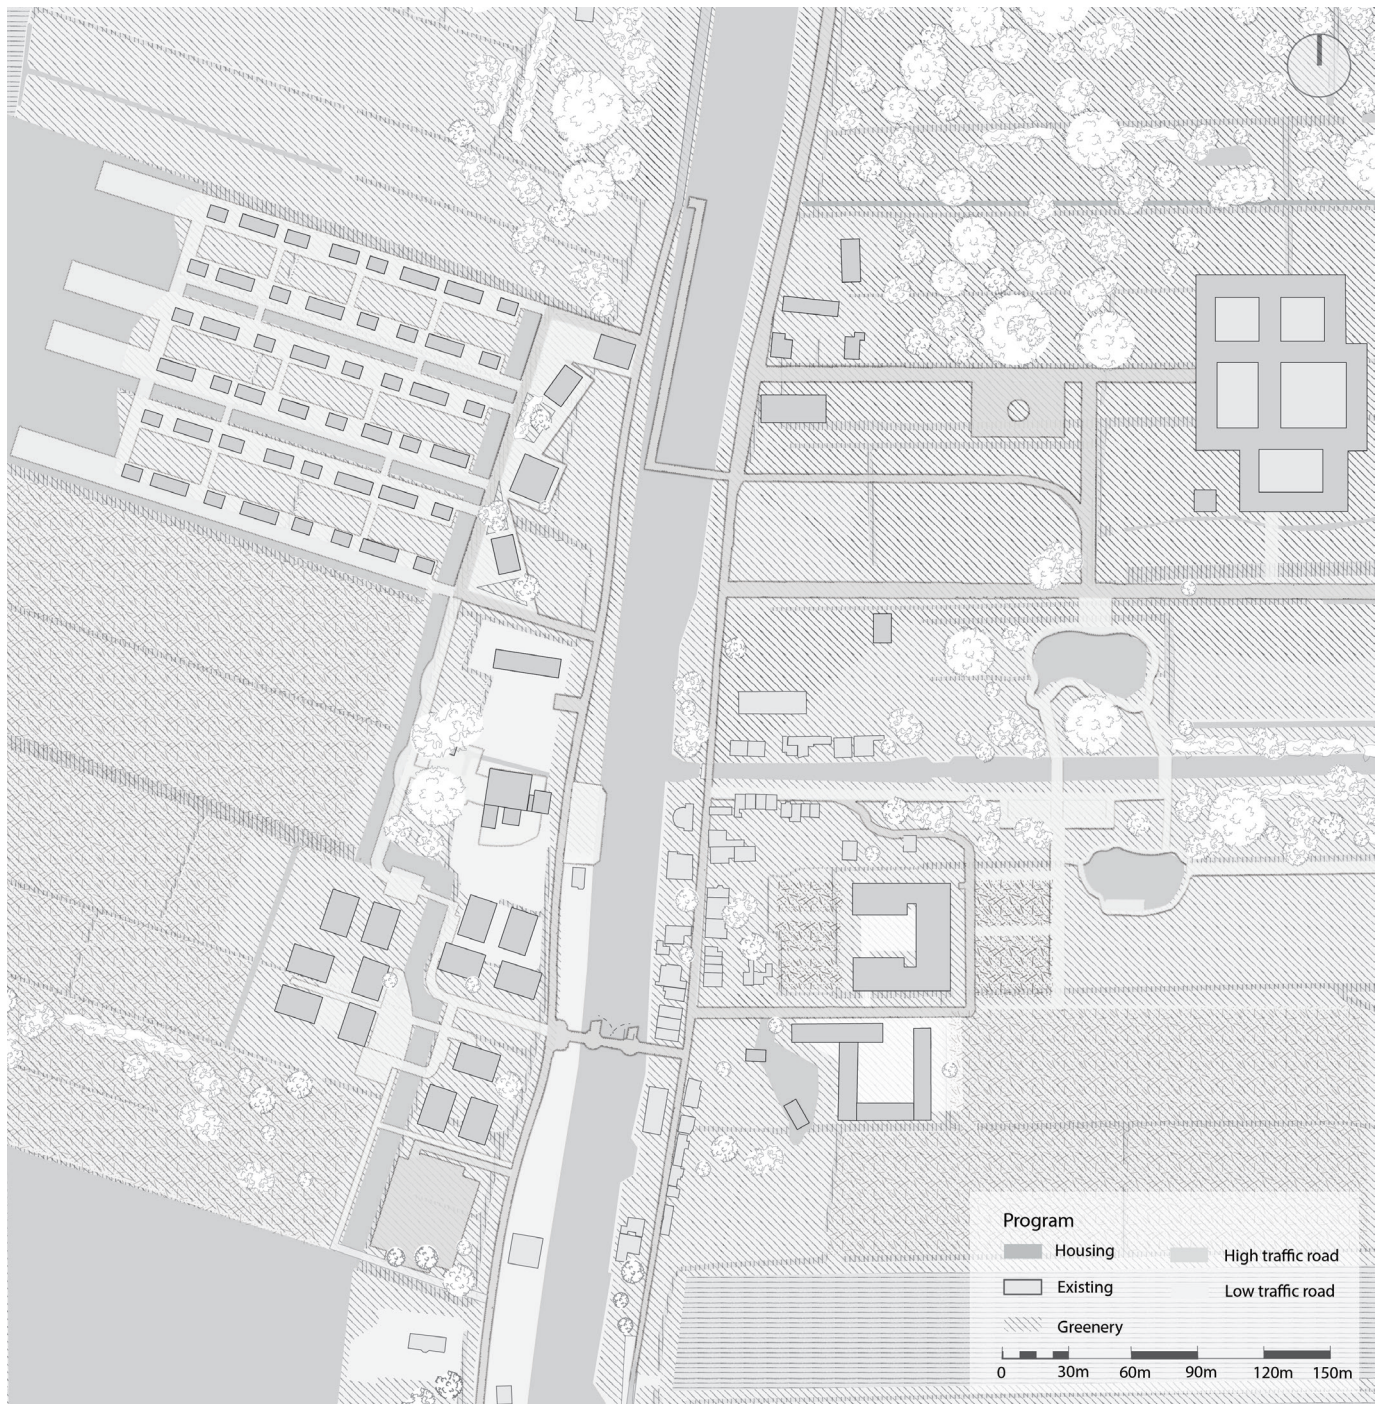 Program
Housing
High traffic road
Existing
Low traffic road
Greenery
0 30m 60m 90m 120m 150m